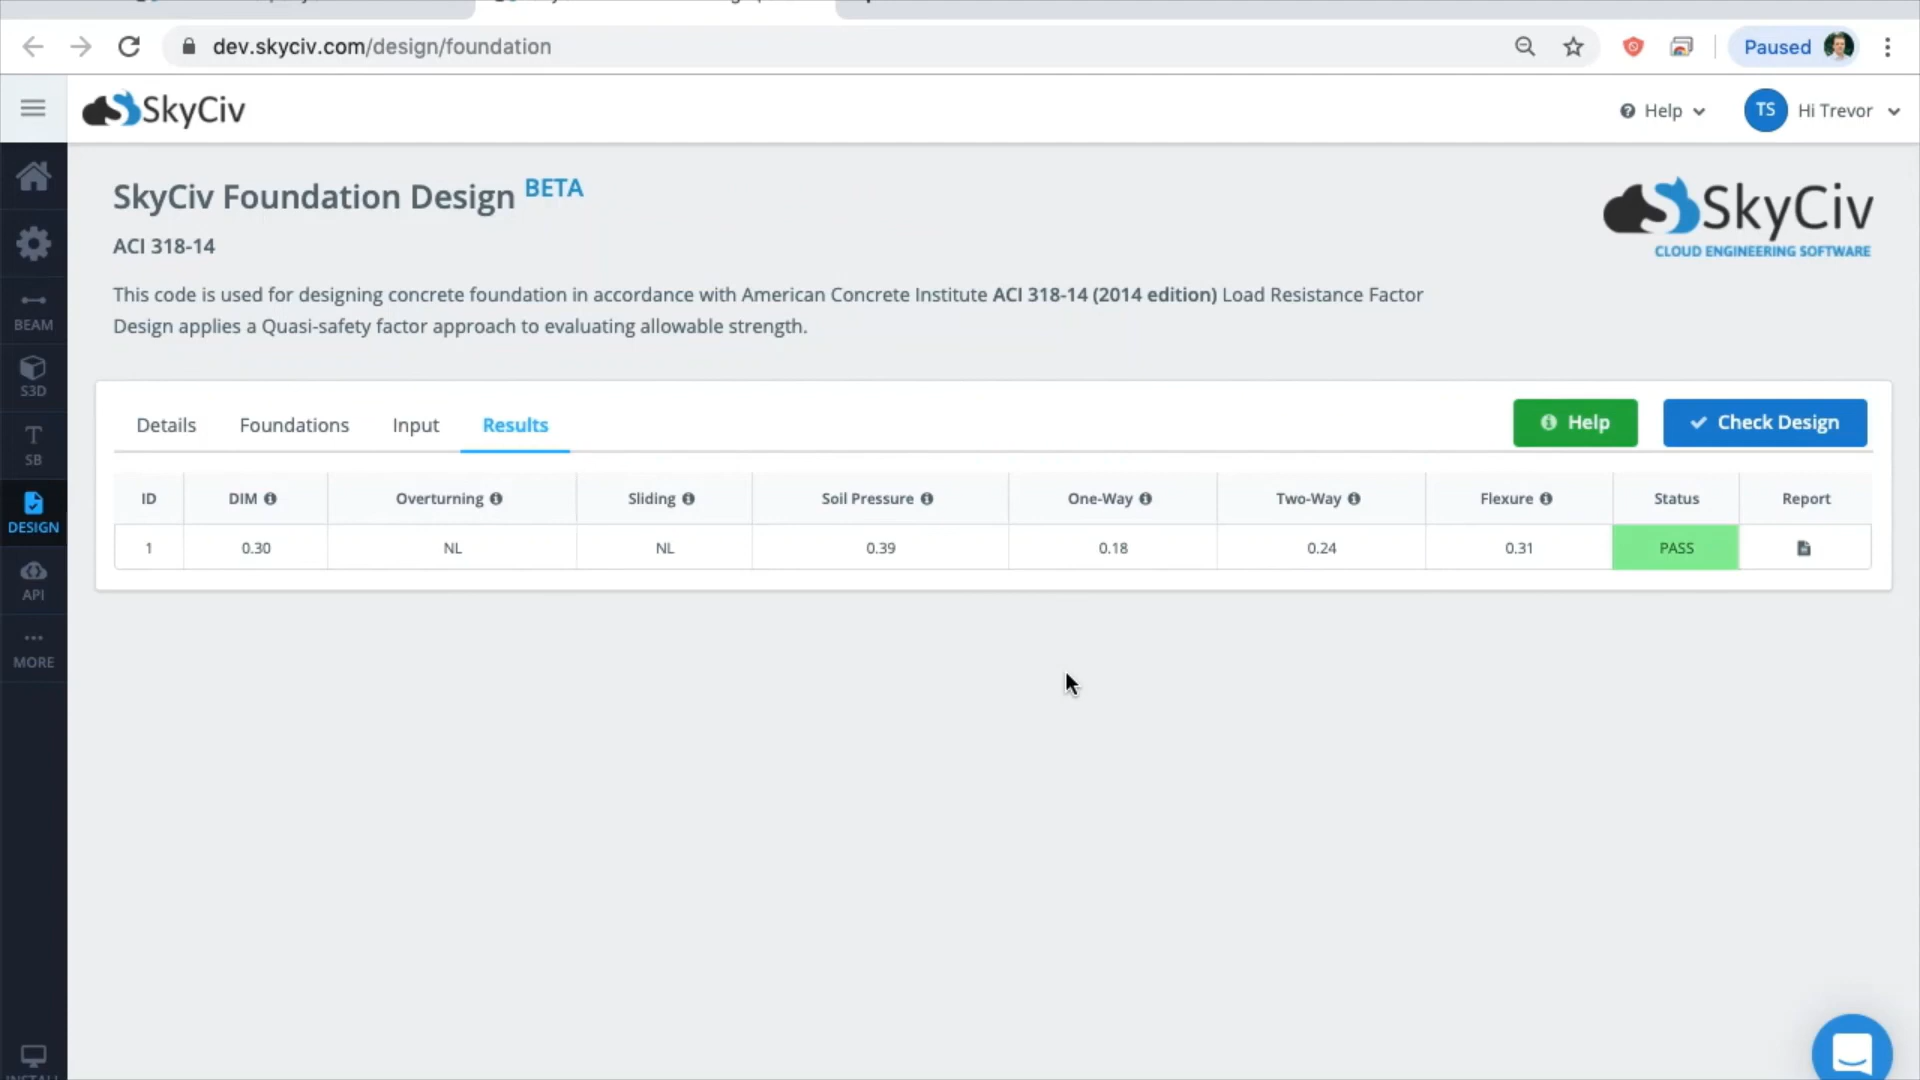 dev.skyciv.com/design/foundation
Paused
SkyCiv
Help
TS
Hi Trevor
SkyCiv Foundation Design BETA
SkyCiv
CLOUD ENGINEERING SOFTWARE
ACI 318-14
This code is used for designing concrete foundation in accordance with American Concrete Institute ACI 318-14 (2014 edition) Load Resistance Factor
Design applies a Quasi-safety factor approach to evaluating allowable strength.
BEAM
S3D
T
SB
DESIGN
API
MORE
Details Foundations Input Results
Help
Check Design
ID DIM Overturning Sliding Soil Pressure One-Way Two-Way Flexure Status Report
1 0.30 NL NL 0.39 0.18 0.24 0.31 PASS